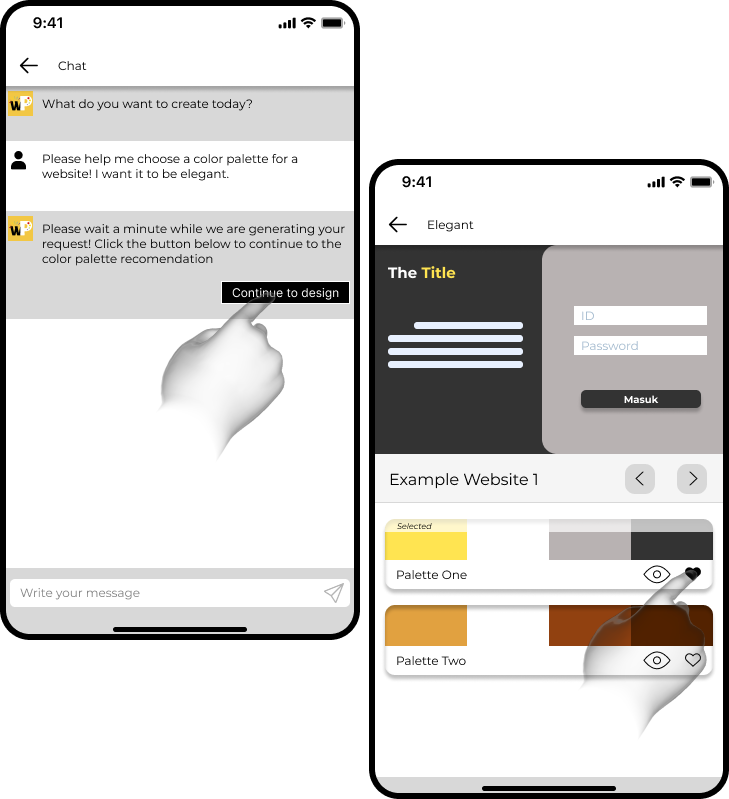 9:41
Chat
What do you want to create today?
Please help me choose a color palette for a
website! I want it to be elegant.
Please wait a minute while we are generating your
request! Click the button below to continue to the
color palette recomendation
Continue to design
Write your message
9:41
Elegant
The Title
ID
Password
Masuk
Example Website 1
Selected
Palette One
Palette Two